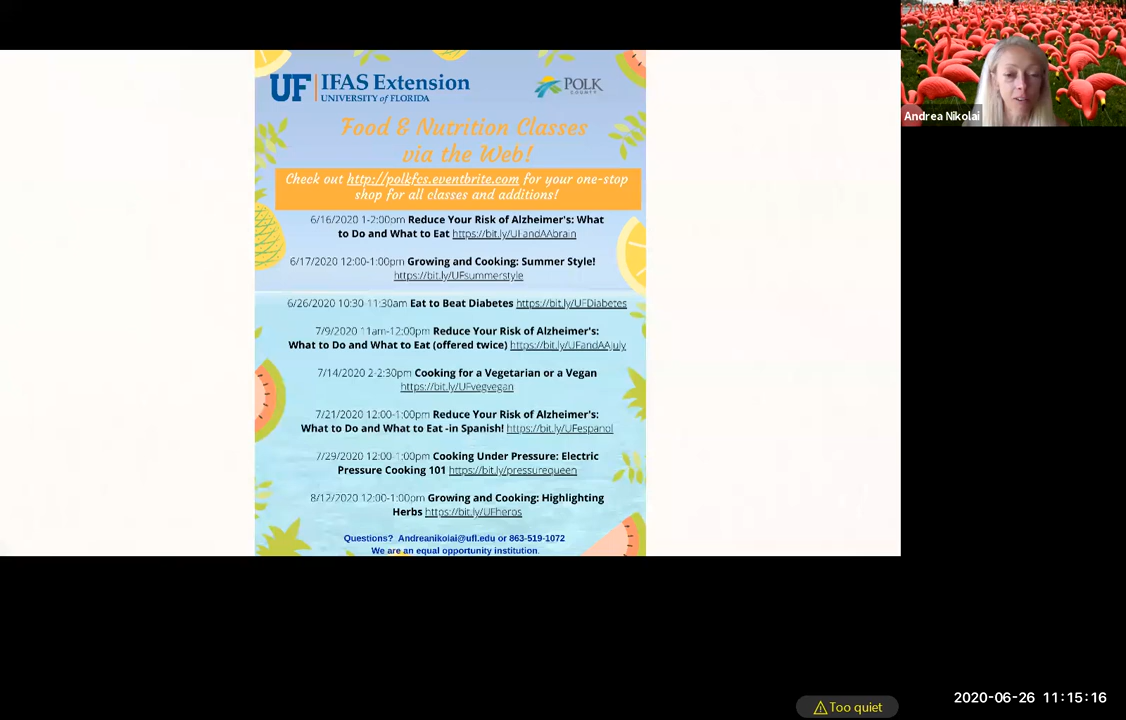 UF IFAS Extension
UNIVERSITY of FLORIDA
POLK
COUNTY
Food & Nutrition Classes
via the Web!
Check out http://polkfcs.eventbrite.com for your one-stop
shop for all classes and additions!
6/16/2020 1-2:00pm Reduce Your Risk of Alzheimer's: What
to Do and What to Eat https://bit.ly/UFandAAbrain
6/17/2020 12:00-1:00pm Growing and Cooking: Summer Style!
https://bit.ly/UFsummerstyle
6/26/2020 10:30-11:30am Eat to Beat Diabetes https://bit.ly/UFDiabetes
7/9/2020 11am-12:00pm Reduce Your Risk of Alzheimer's:
What to Do and What to Eat (offered twice) https://bit.ly/UFandAAjuly
7/14/2020 2-2:30pm Cooking for a Vegetarian or a Vegan
https://bit.ly/UFvegvegan
7/21/2020 12:00-1:00pm Reduce Your Risk of Alzheimer's:
What to Do and What to Eat -in Spanish! https://bit.ly/UFespanol
7/29/2020 12:00-1:00pm Cooking Under Pressure: Electric
Pressure Cooking 101 https://bit.ly/pressurequeen
8/12/2020 12:00-1:00pm Growing and Cooking: Highlighting
Herbs https://bit.ly/UFherbs
Questions? Andreanikolai@ufl.edu or 863-519-1072
We are an equal opportunity institution.
Andrea Nikolai
Too quiet
2020-06-26 11:15:16